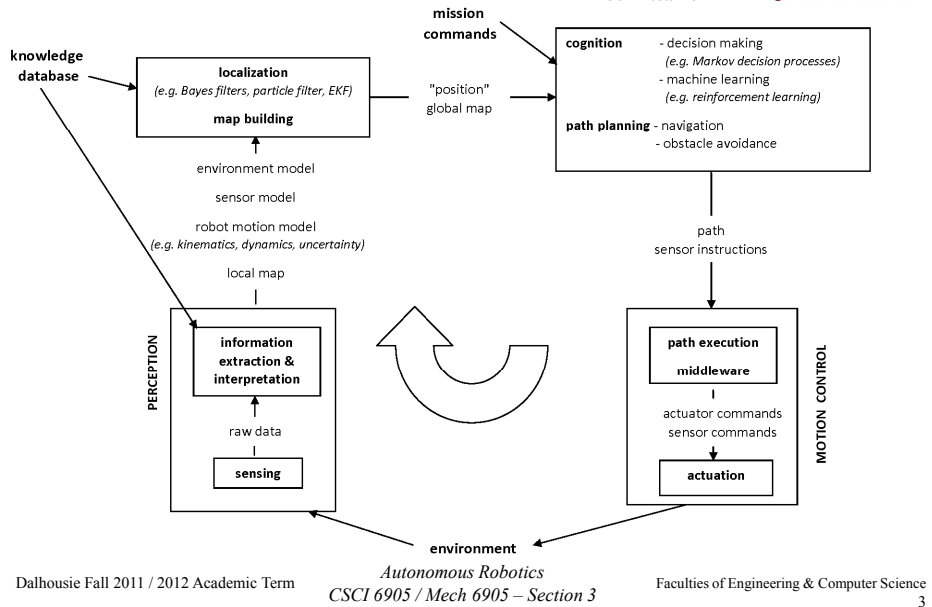 mission
commands
knowledge
database
localization
(e.g. Bayes filters, particle filter, EKF)
map building
"position"
global map
cognition - decision making
(e.g. Markov decision processes)
- machine learning
(e.g. reinforcement learning)
path planning - navigation
- obstacle avoidance
environment model
sensor model
robot motion model
(e.g. kinematics, dynamics, uncertainty)
local map
path
sensor instructions
PERCEPTION
information
extraction &
interpretation
raw data
sensing
path execution
middleware
actuator commands
sensor commands
actuation
MOTION CONTROL
environment
Dalhousie Fall 2011 / 2012 Academic Term
Autonomous Robotics
CSCI 6905 / Mech 6905 – Section 3
Faculties of Engineering & Computer Science
3